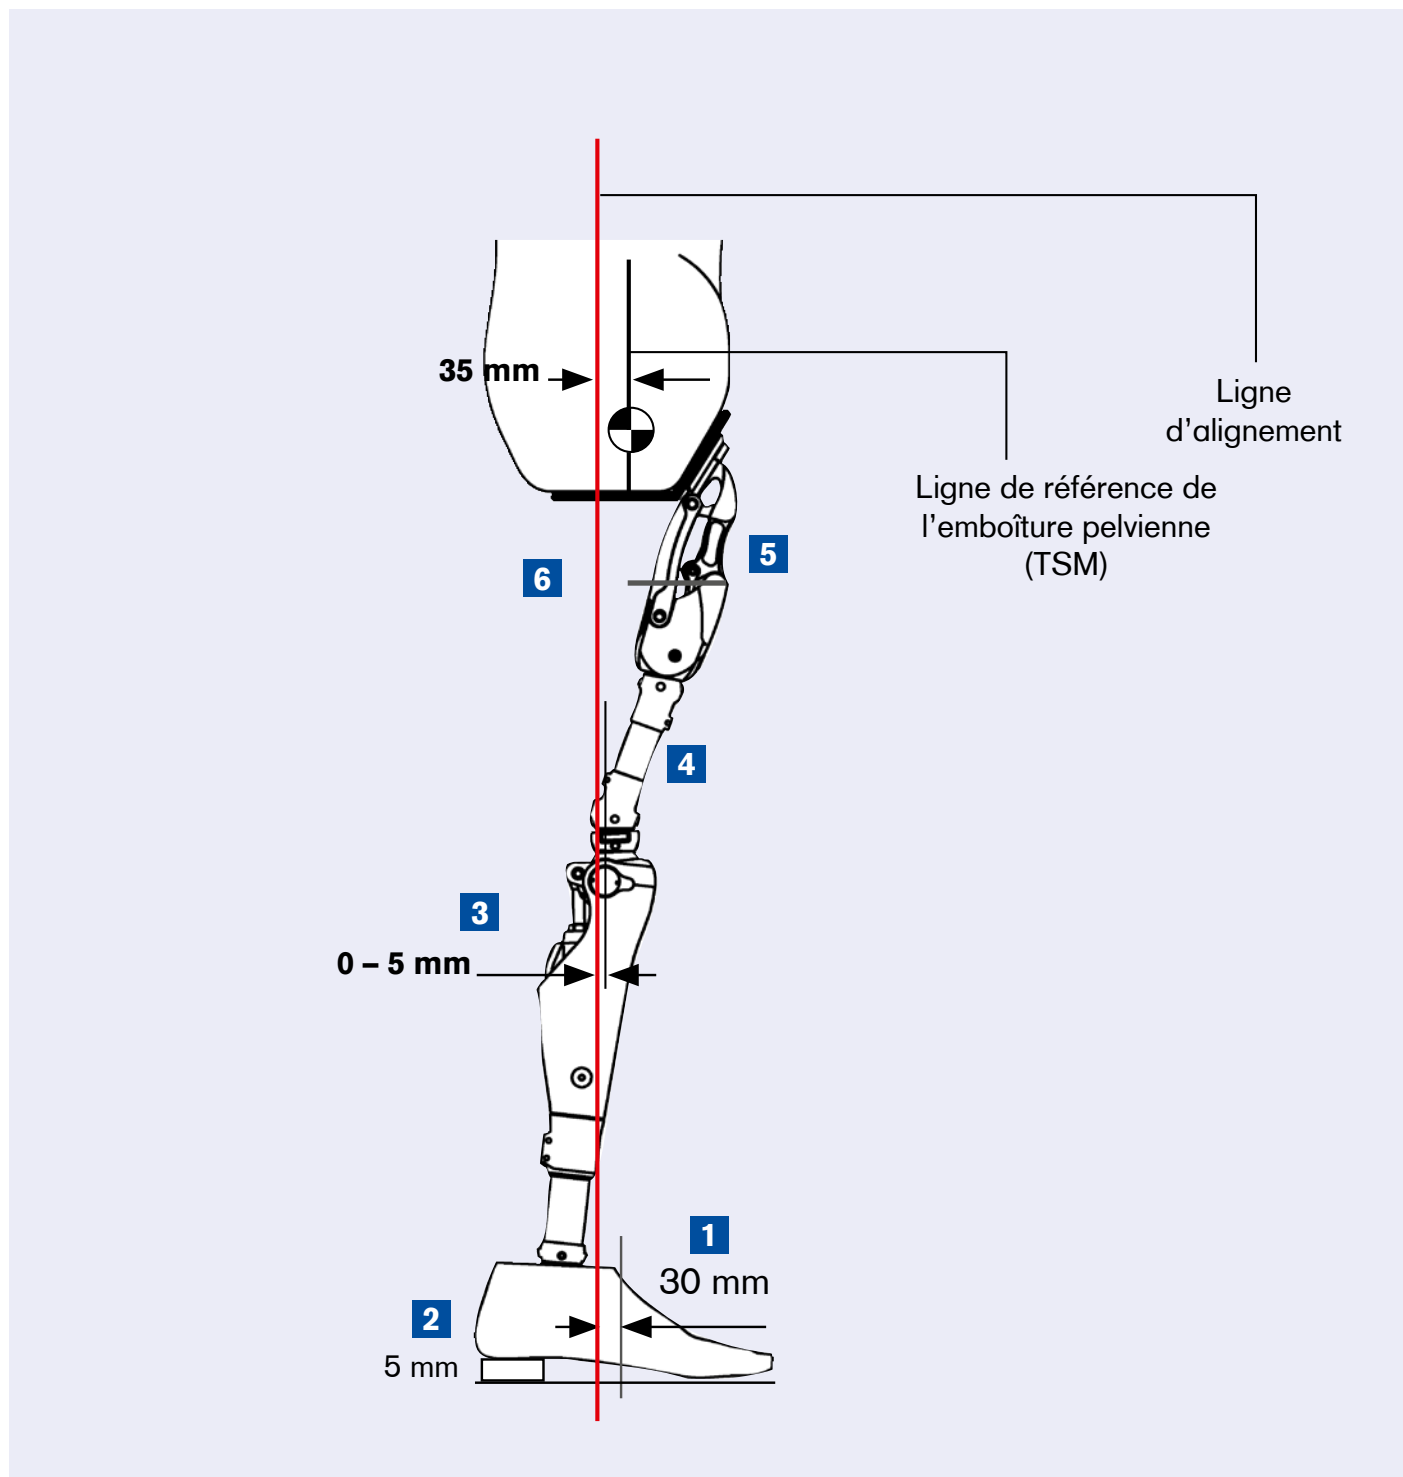 35 mm
Ligne
d’alignement
Ligne de référence de
l’emboîture pelvienne
(TSM)
5
6
4
3
0 – 5 mm
1
30 mm
2
5 mm